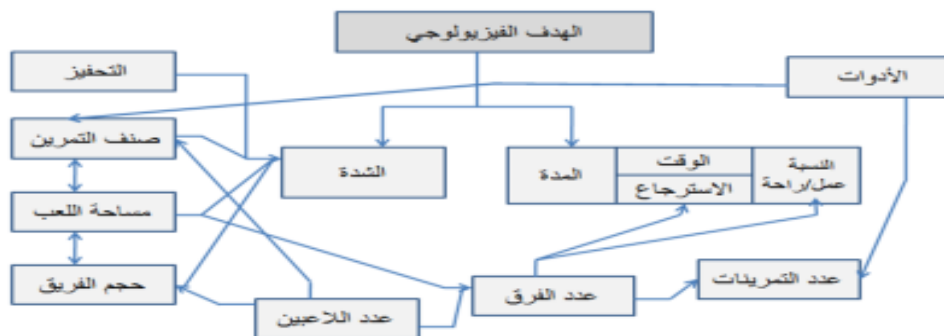 الهدف الفيزيولوجي
التحفيز
الأدوات
صنف التمرين
الشدة
المدة
الوقت
الاسترجاع
النسبة
عمل/راحة
مساحة اللعب
حجم الفريق
عدد اللاعبين
عدد الفرق
عدد التمرينات